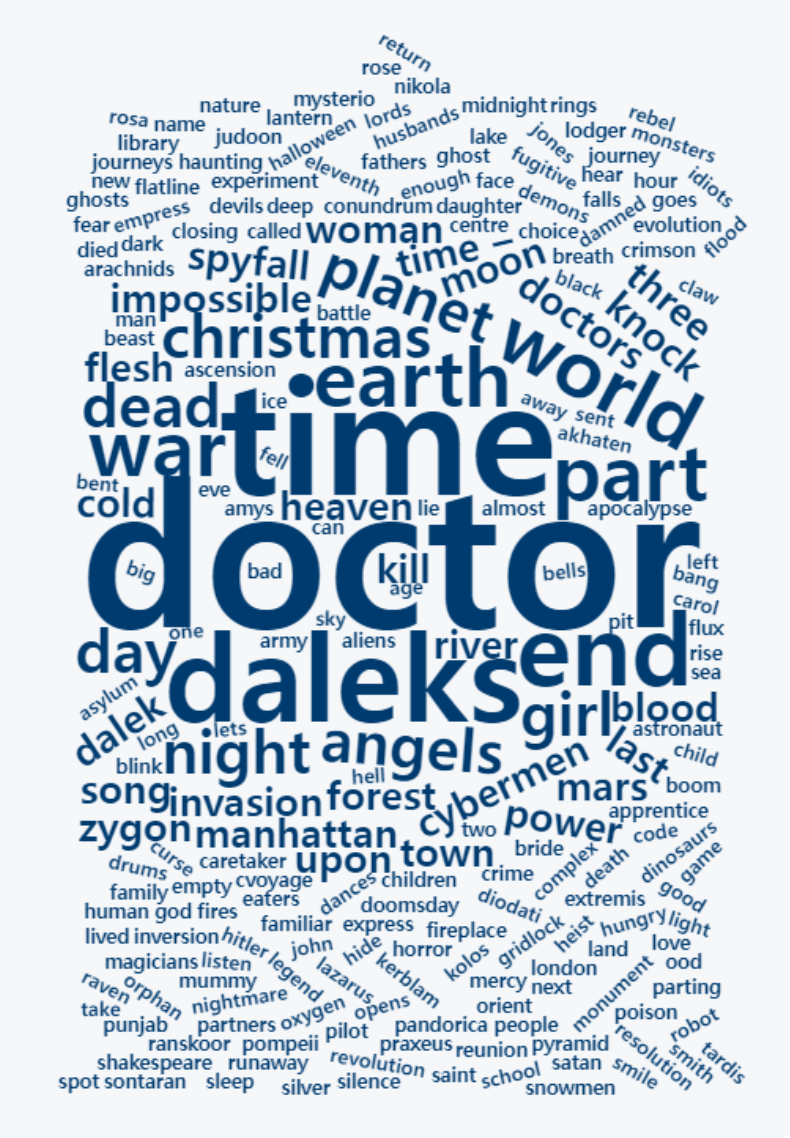 return
rose
nikola
nature mysterio midnight rings
rosa name lantern lords rebel
library judoon halloween husbands lake jones lodger monsters
journeys haunting eleventh fathers ghost fugitive journey
new flatline experiment enough face demons hear hour idiots
ghosts devils deep conundrum daughter falls goes
fear empress closing called woman centre choice damned evolution flood
died dark spyfall planet time – moon breath crimson
arachnids black three claw
impossible doctors knock
man battle
beast christmas world
flesh ascension earth
dead ice time away sent
war fell akhaten
bent eve part
cold amys heaven lie almost apocalypse
can
doctor
big bad kill bells left
age bang
carol
sky pit flux
day one army aliens river end rise
daleks sea
asylum girl blood
dalek long lets astronaut
night angels last child
blink hell cybermen
song invasion forest mars boom
zygon manhattan power apprentice
two code
upon town bride dinosaurs
drums curse caretaker crime complex death game
family empty cvoyage dances children good
eaters doomsday diodati extremis
human god fires familiar express fireplace heist hungry light
lived inversion hitler john hide horror gridlock land love
magicians listen legend lazarus kerblam kolos london ood
raven orphan mummy mercy next monument parting
take nightmare oxygen opens orient poison
punjab partners pilot pandorica people robot
ranskoor pompeii praxeus reunion pyramid resolution smith tardis
shakespeare runaway revolution saint school satan smile
spot sontaran sleep silver silence snowmen